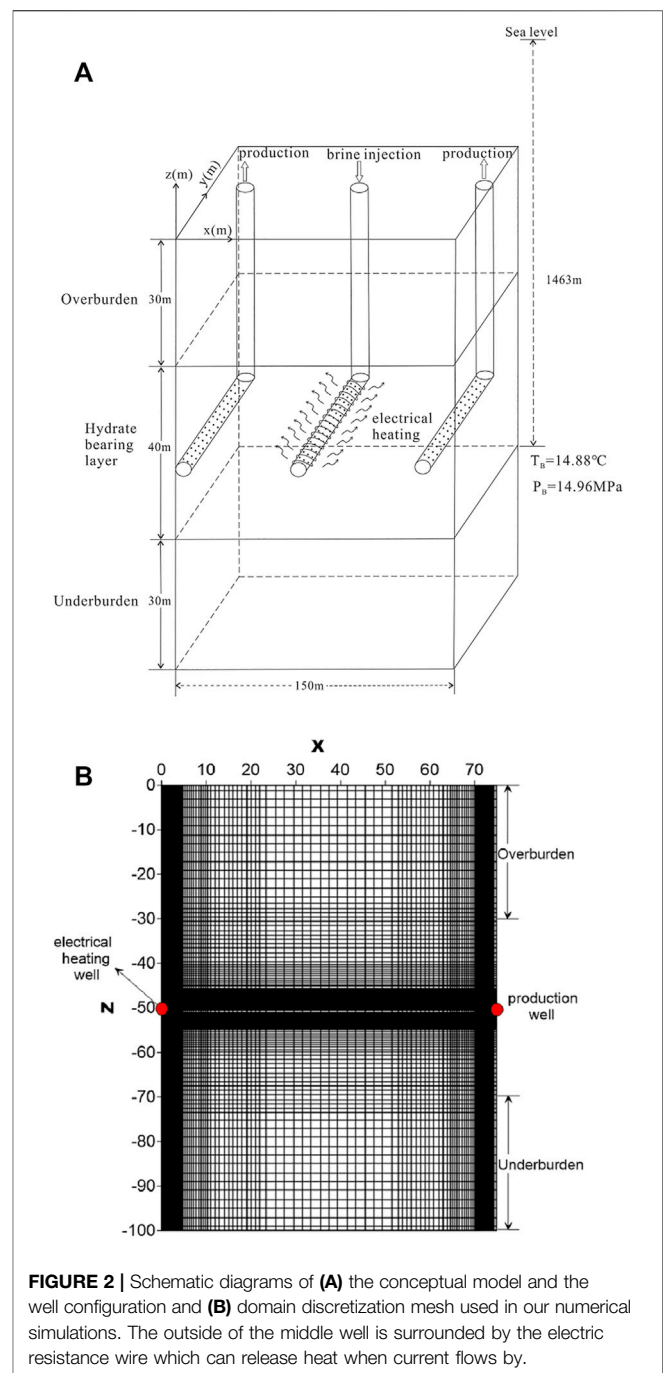 Sea level
A
production brine injection production
z(m)
y(m)
x(m)
1463m
Overburden 30m
electrical
heating
Hydrate
bearing
layer
40m
T_B=14.88℃
P_B=14.96MPa
Underburden 30m
150m
B
X
0 10 20 30 40 50 60 70
0
-10
-20
-30
-40
-50
-60
-70
-80
-90
-100
Z
Overburden
electrical
heating
well
production
well
Underburden
FIGURE 2 | Schematic diagrams of (A) the conceptual model and the
well configuration and (B) domain discretization mesh used in our numerical
simulations. The outside of the middle well is surrounded by the electric
resistance wire which can release heat when current flows by.